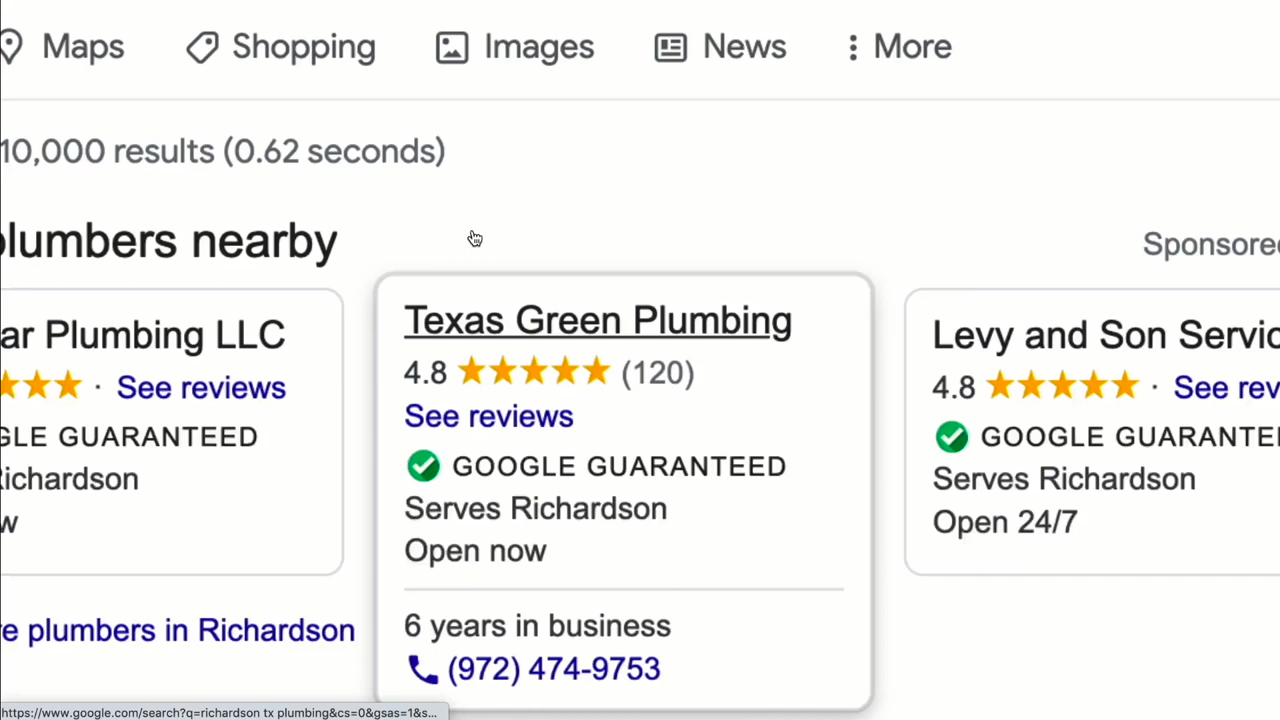 Maps Shopping Images News More
10,000 results (0.62 seconds)
plumbers nearby
Sponsored
ar Plumbing LLC
See reviews
GLE GUARANTEED
Richardson
w
re plumbers in Richardson
Texas Green Plumbing
4.8 (120)
See reviews
GOOGLE GUARANTEED
Serves Richardson
Open now
6 years in business
(972) 474-9753
Levy and Son Servic
4.8 · See rev
GOOGLE GUARANTEE
Serves Richardson
Open 24/7
https://www.google.com/search?q=richardson tx plumbing&cs=0&gsas=1&s...